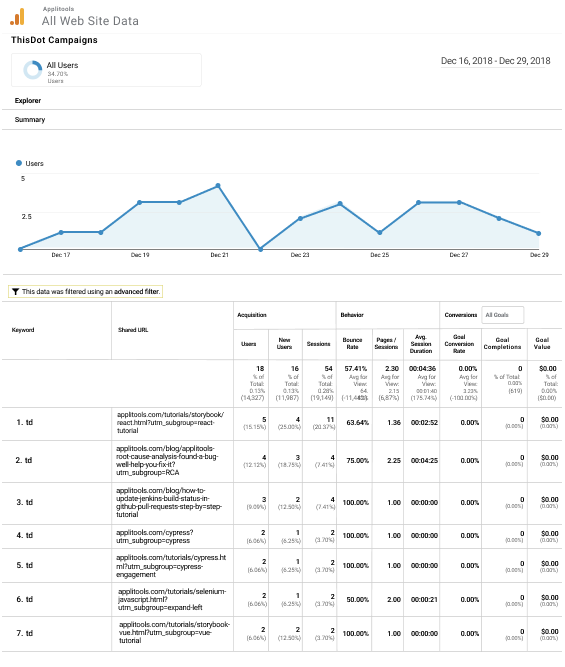 Applitools
All Web Site Data
ThisDot Campaigns
All Users
34.70%
Users
Dec 16, 2018 - Dec 29, 2018
Explorer
Summary
Users
5
2.5
Dec 17 Dec 19 Dec 21 Dec 23 Dec 25 Dec 27 Dec 29
This data was filtered using an advanced filter.
Acquisition Behavior Conversions All Goals
Keyword Shared URL Users New Users Sessions Bounce Rate Pages / Sessions Avg. Session Duration Goal Conversion Rate Goal Completions Goal Value
18 16 54 57.41% 2.30 00:04:36 0.00% 0 $0.00
% of Total: 0.13% (14,327) % of Total: 0.13% (11,987) % of Total: 0.28% (19,149) Avg for View: Avg for View: 2.15 (6,87%) Avg for View: 00:01:40 (175.74%) Avg for View: 3.23% (-100.00%) % of Total: 0.00% (619) % of Total: 0.00% ($0.00)
1. td applitools.com/tutorials/storybook/ 5 4 11 63.64% 1.36 00:02:52 0.00% 0 $0.00
react.html?utm_subgroup=react- (15.15%) (25.00%) (20.37%) (0.00%) (0.00%)
tutorial
2. td applitools.com/blog/applitools- 4 3 4 75.00% 2.25 00:04:25 0.00% 0 $0.00
root-cause-analysis-found-a-bug- (12.12%) (18.75%) (7.41%) (0.00%) (0.00%)
well-help-you-fix-it?
utm_subgroup=RCA
3. td applitools.com/blog/how-to- 3 2 4 100.00% 1.00 00:00:00 0.00% 0 $0.00
update-jenkins-build-status-in- (9.09%) (12.50%) (7.41%) (0.00%) (0.00%)
github-pull-requests-step-by=step-
tutorial
4. td applitools.com/cypress? 2 1 2 100.00% 1.00 00:00:00 0.00% 0 $0.00
utm_subgroup=cypress (6.06%) (6.25%) (3.70%) (0.00%) (0.00%)
5. td applitools.com/tutorials/cypress.ht 2 1 2 100.00% 1.00 00:00:00 0.00% 0 $0.00
ml?utm_subgroup=cypress- (6.06%) (6.25%) (3.70%) (0.00%) (0.00%)
engagement
6. td applitools.com/tutorials/selenium- 2 1 2 50.00% 2.00 00:00:21 0.00% 0 $0.00
javascript.html? (6.06%) (6.25%) (3.70%) (0.00%) (0.00%)
utm_subgroup=expand-left
7. td applitools.com/tutorials/storybook- 2 2 2 100.00% 1.00 00:00:00 0.00% 0 $0.00
vue.html?utm_subgroup=vue- (6.06%) (12.50%) (3.70%) (0.00%) (0.00%)
tutorial